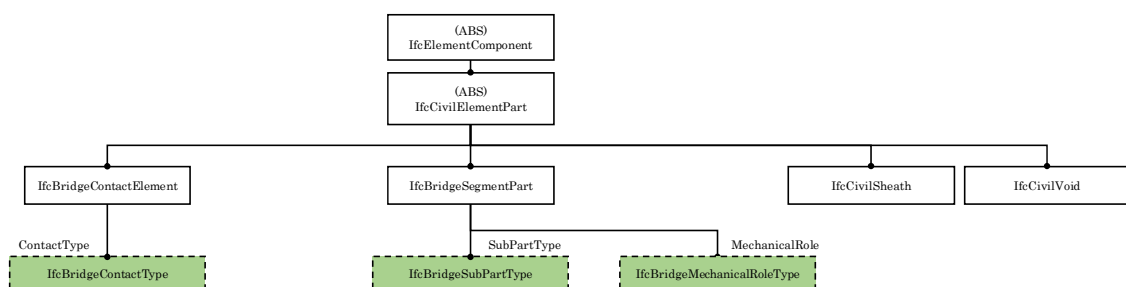 (ABS)
IfcElementComponent
(ABS)
IfcCivilElementPart
IfcBridgeContactElement
IfcBridgeSegmentPart
IfcCivilSheath
IfcCivilVoid
ContactType
SubPartType
MechanicalRole
IfcBridgeContactType
IfcBridgeSubPartType
IfcBridgeMechanicalRoleType